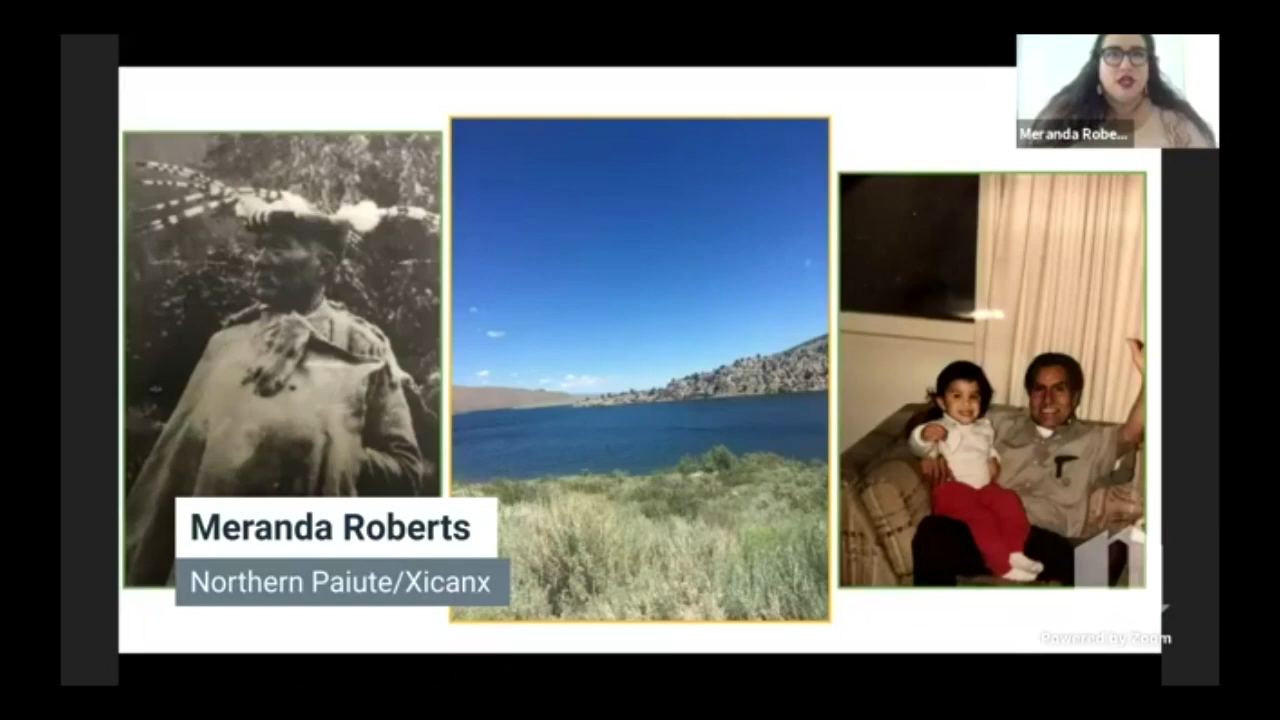 Meranda Robe...
Meranda Roberts
Northern Paiute/Xicanx
Powered by Zoom